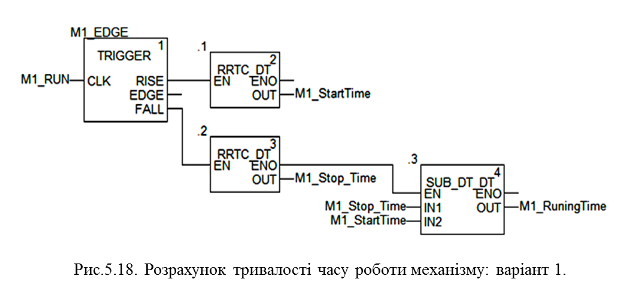 M1_EDGE
1
TRIGGER
M1_RUN
CLK
RISE
EDGE
FALL
.1
2
RRTC_DT
EN
ENO
OUT
M1_StartTime
.2
3
RRTC_DT
EN
ENO
OUT
M1_Stop_Time
.3
4
SUB_DT_DT
EN
ENO
M1_Stop_Time
IN1
OUT
M1_RuningTime
M1_StartTime
IN2
Рис.5.18. Розрахунок тривалості часу роботи механізму: варіант 1.